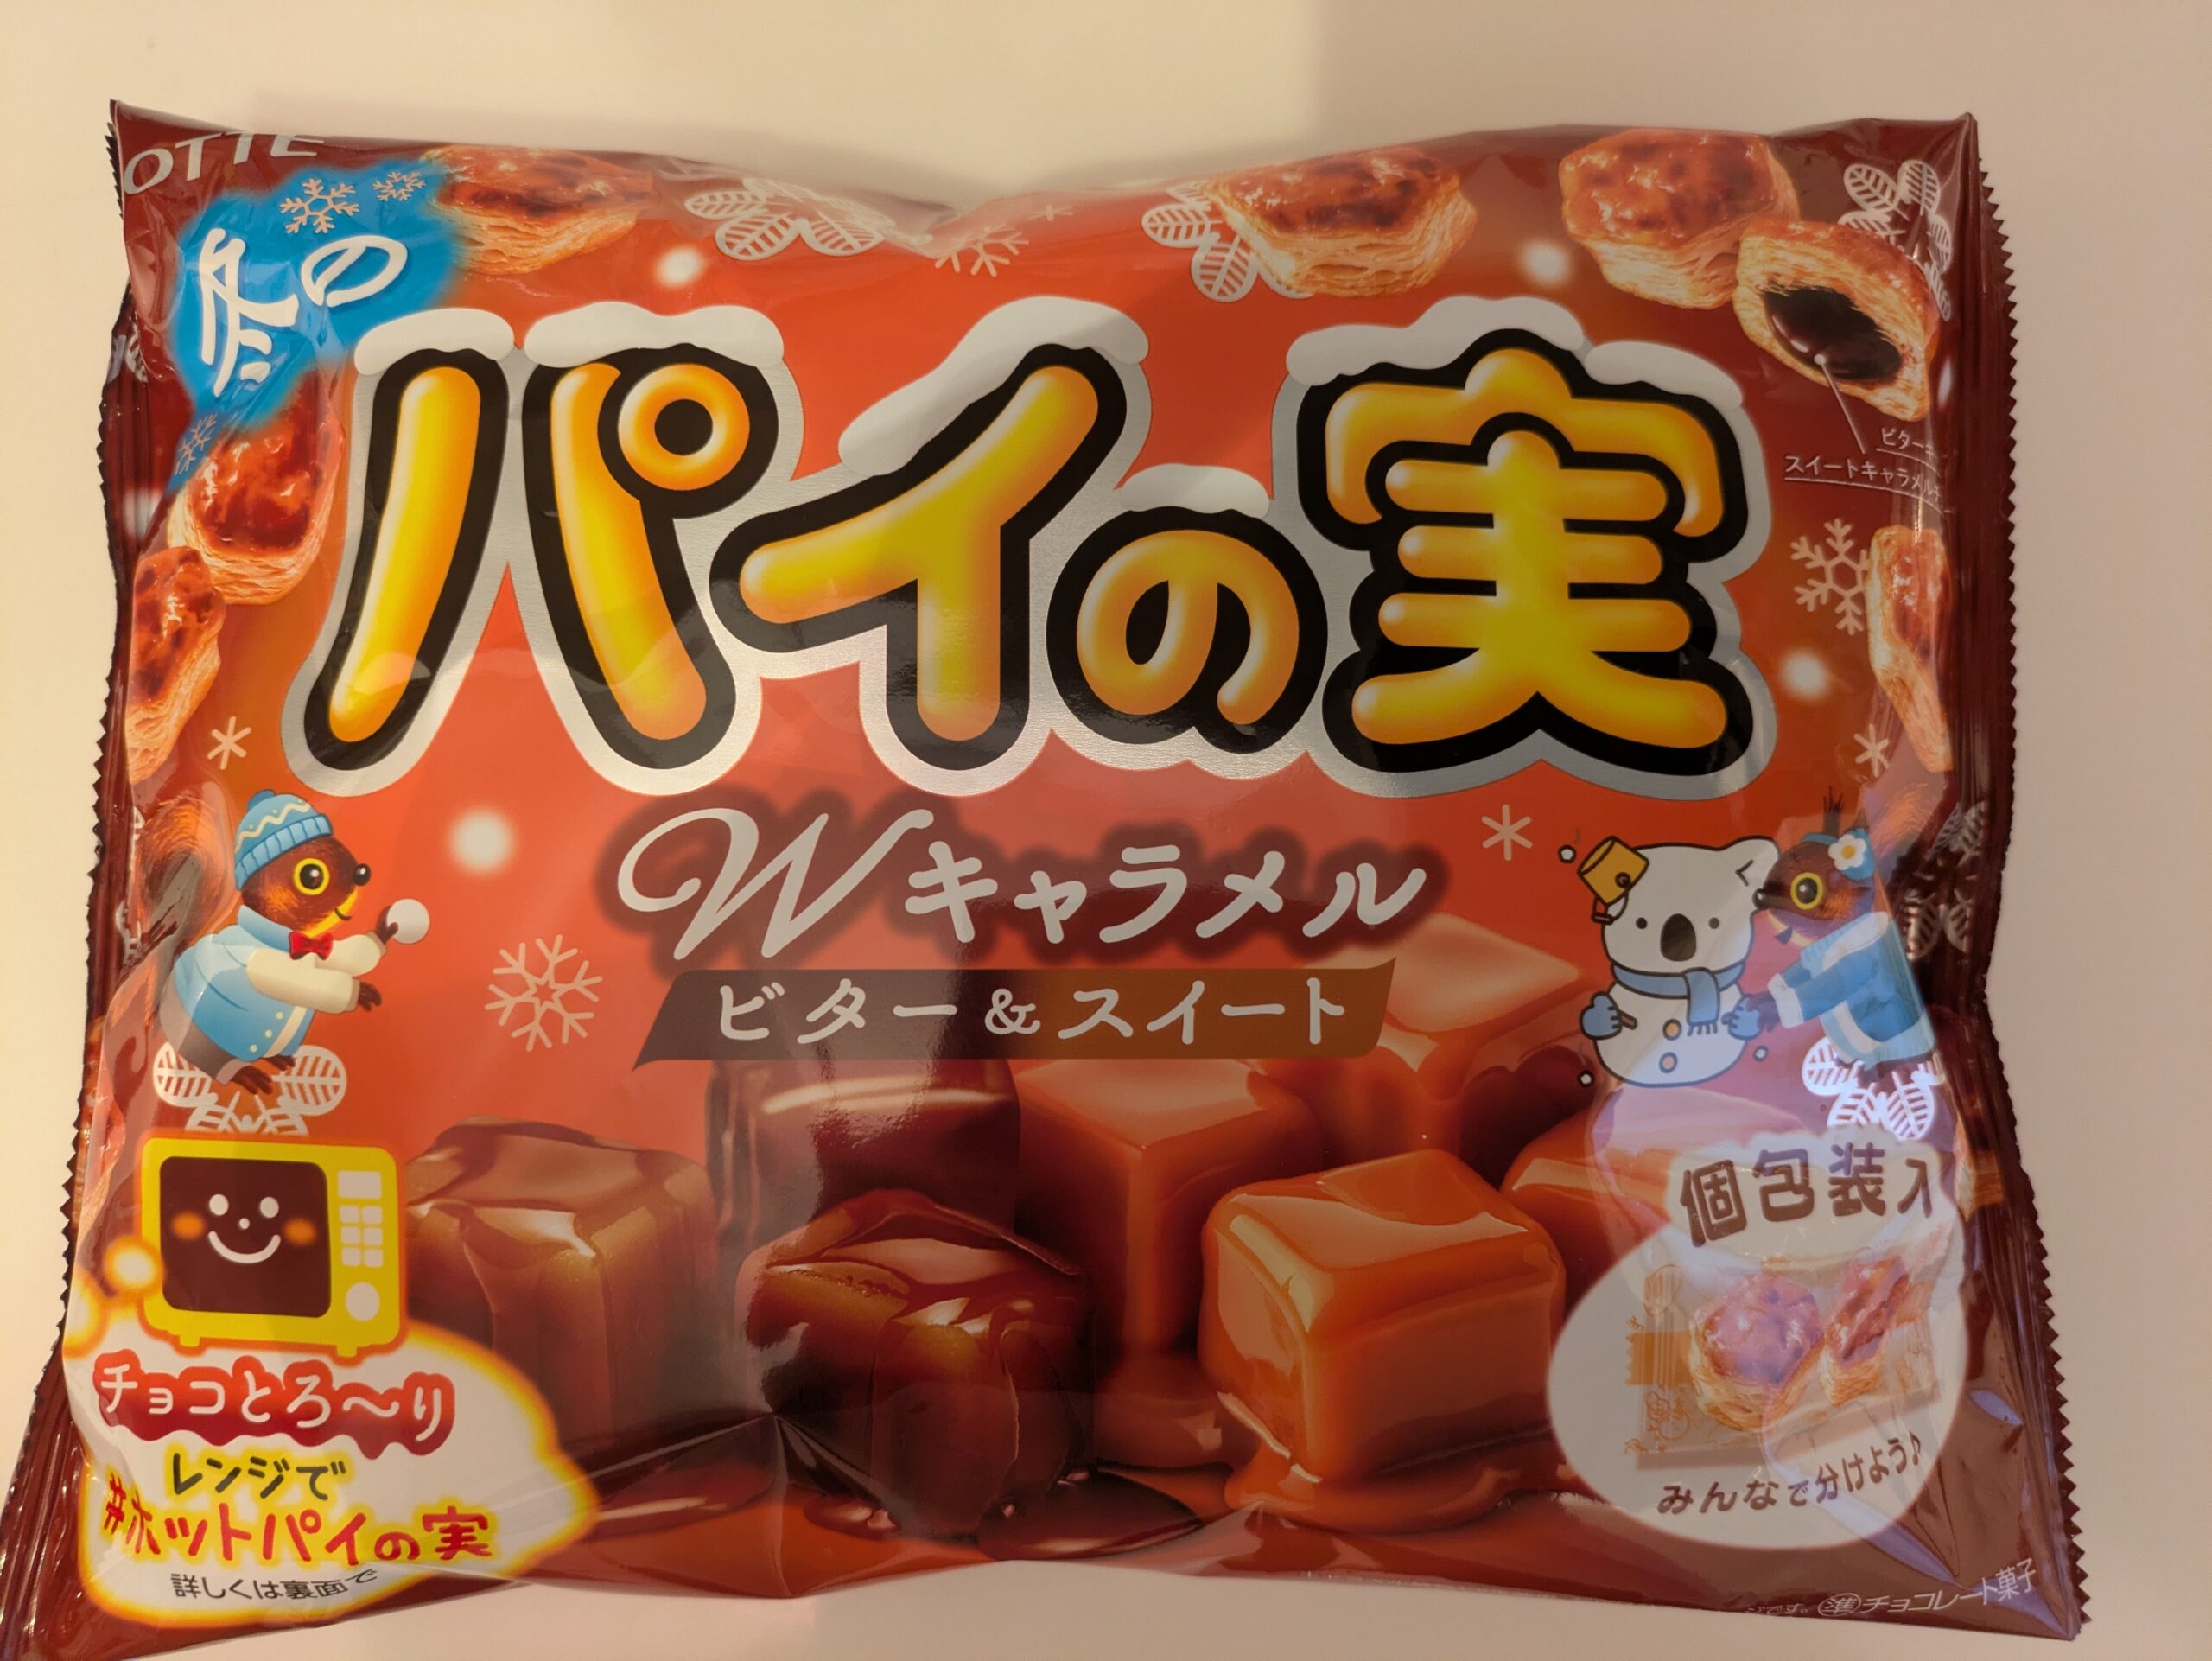 LOTTE
冬の
パイの実
Wキャラメル
ビター&スイート
スイートキャラメル
個包装入
みんなで分けよう♪
チョコとろ〜り
レンジで
#ホットパイの実
詳しくは裏面で
です。 準チョコレート菓子